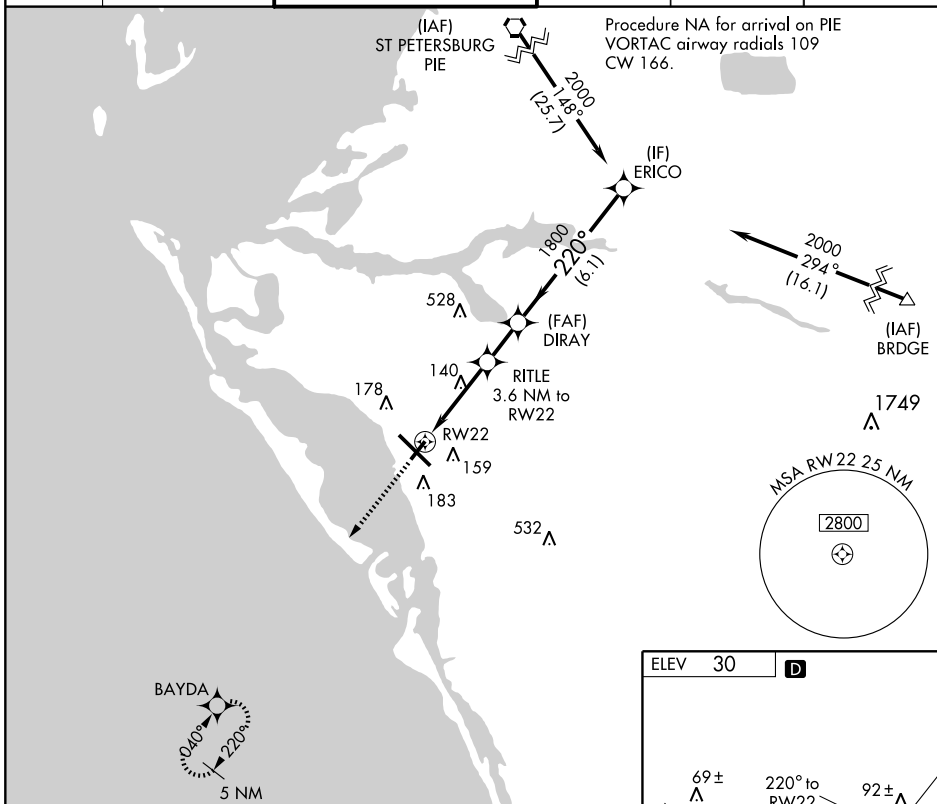 (IAF)
ST PETERSBURG
PIE
Procedure NA for arrival on PIE
VORTAC airway radials 109
CW 166.
2000
148°
(25.7)
(IF)
ERICO
1800
220°
(6.1)
2000
294°
(16.1)
(IAF)
BRDGE
528
(FAF)
DIRAY
140
RITLE
3.6 NM to
RW22
178
RW22
159
183
532
1749
MSA RW22 25 NM
2800
ELEV 30
D
BAYDA
040°
220°
5 NM
69±
220° to
RW22
92±